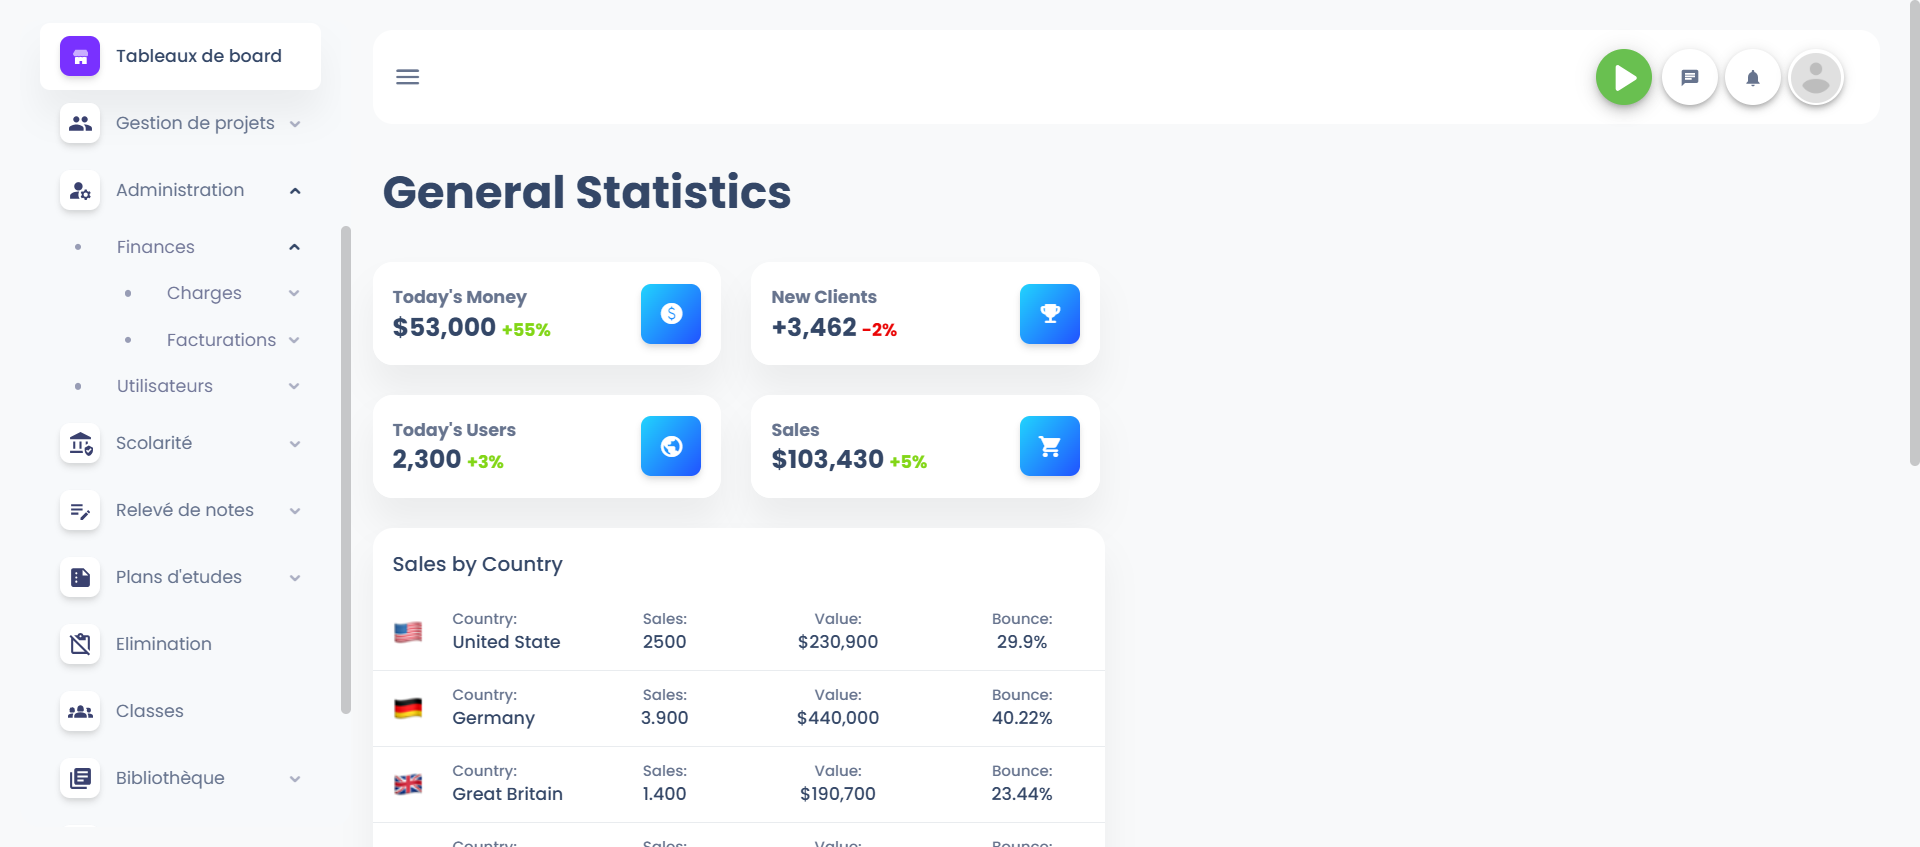 Tableaux de board
Gestion de projets
Administration
Finances
Charges
Facturations
Utilisateurs
Scolarité
Relevé de notes
Plans d'etudes
Elimination
Classes
Bibliothèque
General Statistics
Today's Money
$53,000 +55%
New Clients
+3,462 -2%
Today's Users
2,300 +3%
Sales
$103,430 +5%
Sales by Country
Country: Sales: Value: Bounce:
United State 2500 $230,900 29.9%
Country: Sales: Value: Bounce:
Germany 3.900 $440,000 40.22%
Country: Sales: Value: Bounce:
Great Britain 1.400 $190,700 23.44%
Country: Sales: Value: Bounce: